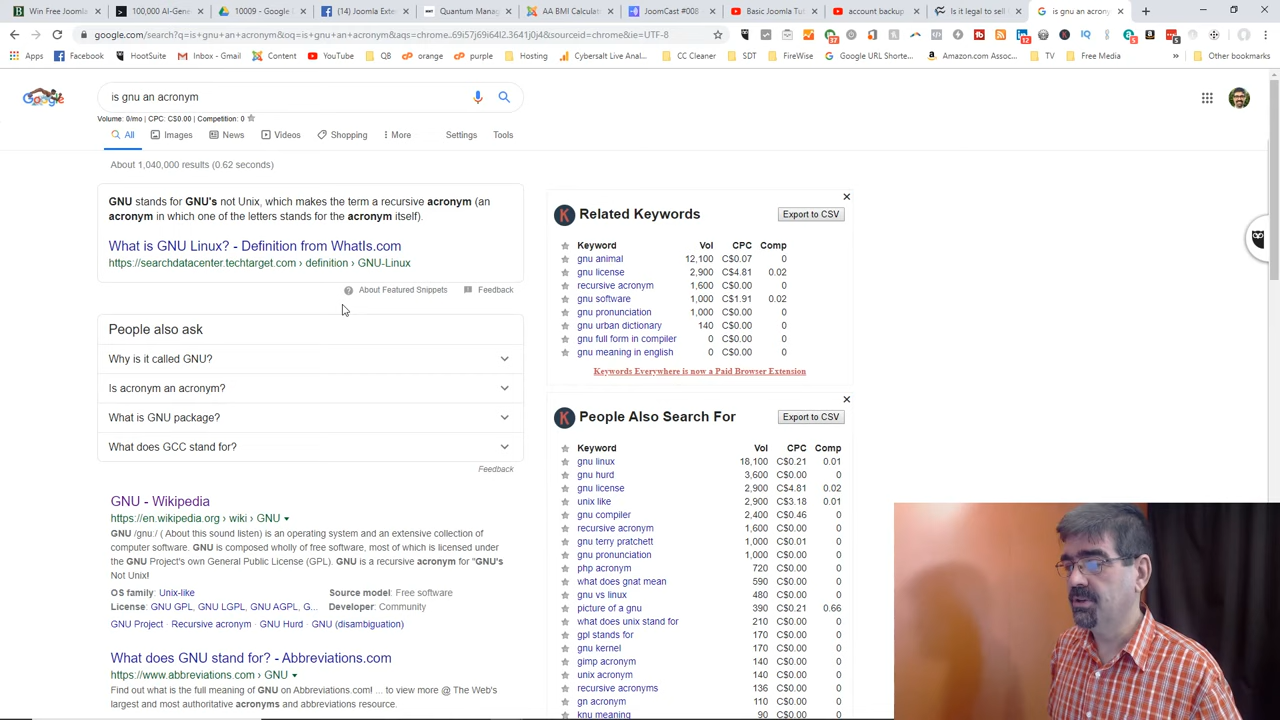 Win Free Joomla
100,000 AI-Gene
10009 - Google D
(14) Joomla Exte
Quantum Mana
AA BMI Calculat
JoomCast #008
Basic Joomla Tut
account backup
Is it legal to sell
is gnu an acrony
google.com/search?q=is+gnu+an+acronym&oq=is+gnu+an+acronym&aqs=chrome..69i57j69i64l2.3641j0j4&sourceid=chrome&ie=UTF-8
Apps
Facebook
HootSuite
Inbox - Gmail
Content
YouTube
QB
orange
purple
Hosting
Cybersalt Live Anal...
CC Cleaner
SDT
FireWise
Google URL Shorte...
Amazon.com Assoc...
TV
Free Media
»
Other bookmarks
Google
is gnu an acronym
Volume: 0/mo | CPC: C$0.00 | Competition: 0
All
Images
News
Videos
Shopping
More
Settings
Tools
About 1,040,000 results (0.62 seconds)
GNU stands for GNU's not Unix, which makes the term a recursive acronym (an
acronym in which one of the letters stands for the acronym itself).
What is GNU Linux? - Definition from WhatIs.com
https://searchdatacenter.techtarget.com › definition › GNU-Linux
About Featured Snippets
Feedback
People also ask
Why is it called GNU?
Is acronym an acronym?
What is GNU package?
What does GCC stand for?
Feedback
GNU - Wikipedia
https://en.wikipedia.org › wiki › GNU
GNU /ɡnuː/ ( About this sound listen) is an operating system and an extensive collection of
computer software. GNU is composed wholly of free software, most of which is licensed under
the GNU Project's own General Public License (GPL). GNU is a recursive acronym for "GNU's
Not Unix!
OS family: Unix-like
Source model: Free software
License: GNU GPL, GNU LGPL, GNU AGPL, G...
Developer: Community
GNU Project · Recursive acronym · GNU Hurd · GNU (disambiguation)
What does GNU stand for? - Abbreviations.com
https://www.abbreviations.com › GNU
Find out what is the full meaning of GNU on Abbreviations.com! ... to view more @ The Web's
largest and most authoritative acronyms and abbreviations resource.
K Related Keywords
Export to CSV
Keyword Vol CPC Comp
gnu animal 12,100 C$0.07 0
gnu license 2,900 C$4.81 0.02
recursive acronym 1,600 C$0.00 0
gnu software 1,000 C$1.91 0.02
gnu pronunciation 1,000 C$0.00 0
gnu urban dictionary 140 C$0.00 0
gnu full form in compiler 0 C$0.00 0
gnu meaning in english 0 C$0.00 0
Keywords Everywhere is now a Paid Browser Extension
K People Also Search For
Export to CSV
Keyword Vol CPC Comp
gnu linux 18,100 C$0.21 0.01
gnu hurd 3,600 C$0.00 0
gnu license 2,900 C$4.81 0.02
unix like 2,900 C$3.18 0.01
gnu compiler 2,400 C$0.46 0
recursive acronym 1,600 C$0.00 0
gnu terry pratchett 1,000 C$0.01 0
gnu pronunciation 1,000 C$0.00 0
php acronym 720 C$0.00 0
what does gnat mean 590 C$0.00 0
gnu vs linux 480 C$0.00 0
picture of a gnu 390 C$0.21 0.66
what does unix stand for 210 C$0.00 0
gpl stands for 170 C$0.00 0
gnu kernel 170 C$0.00 0
gimp acronym 140 C$0.00 0
unix acronym 140 C$0.00 0
recursive acronyms 136 C$0.00 0
gn acronym 110 C$0.00 0
knu meaning 90 C$0.00 0